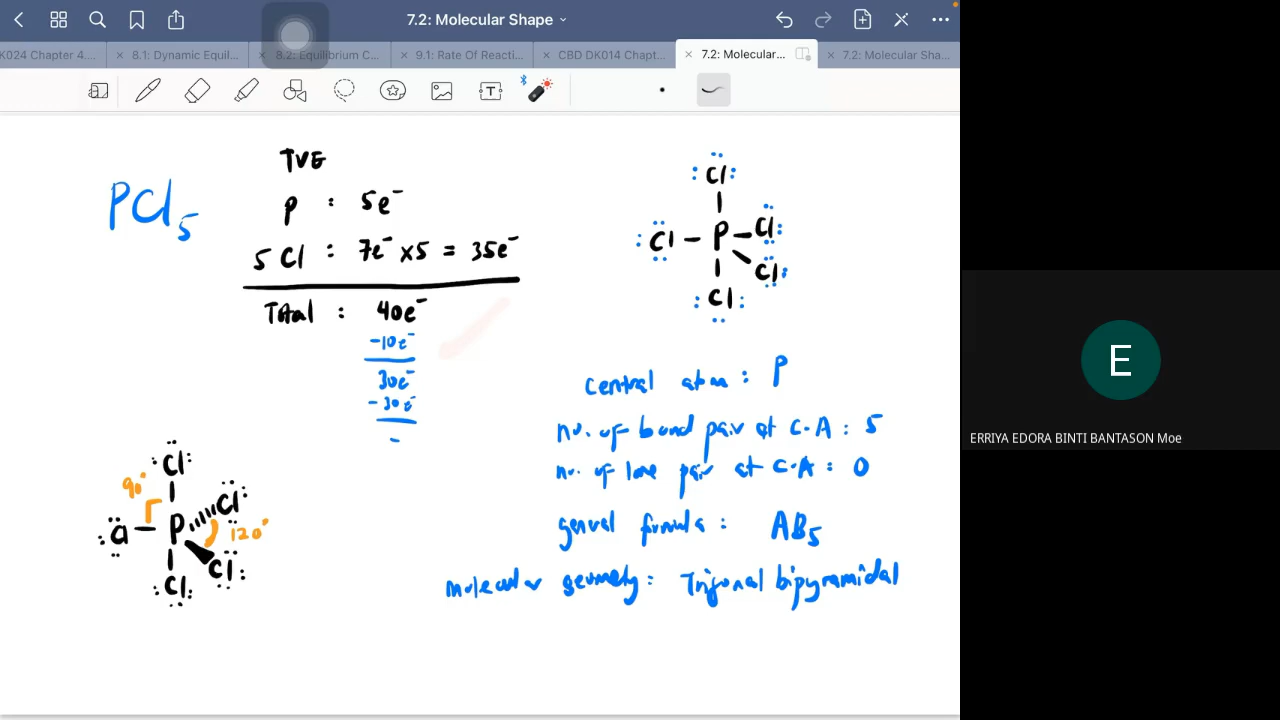 7.2: Molecular Shape
K024 Chapter 4....
8.1: Dynamic Equil...
8.2: Equilibrium C...
9.1: Rate Of Reacti...
CBD DK014 Chapt...
7.2: Molecular...
7.2: Molecular Sha...
PCl5
TVE
P : 5e⁻
5 Cl : 7e⁻ x5 = 35e⁻
Total : 40e⁻
-10e⁻
30e⁻
-30e⁻
-
Cl
Cl - P - Cl
Cl
Cl
central atom : P
no. of bond pair at C.A : 5
no. of lone pair at C.A : 0
general formula : AB5
molecular geometry : Trigonal bipyramidal
Cl
90°
Cl
Cl - P
120°
Cl
Cl
E
ERRIYA EDORA BINTI BANTASON Moe